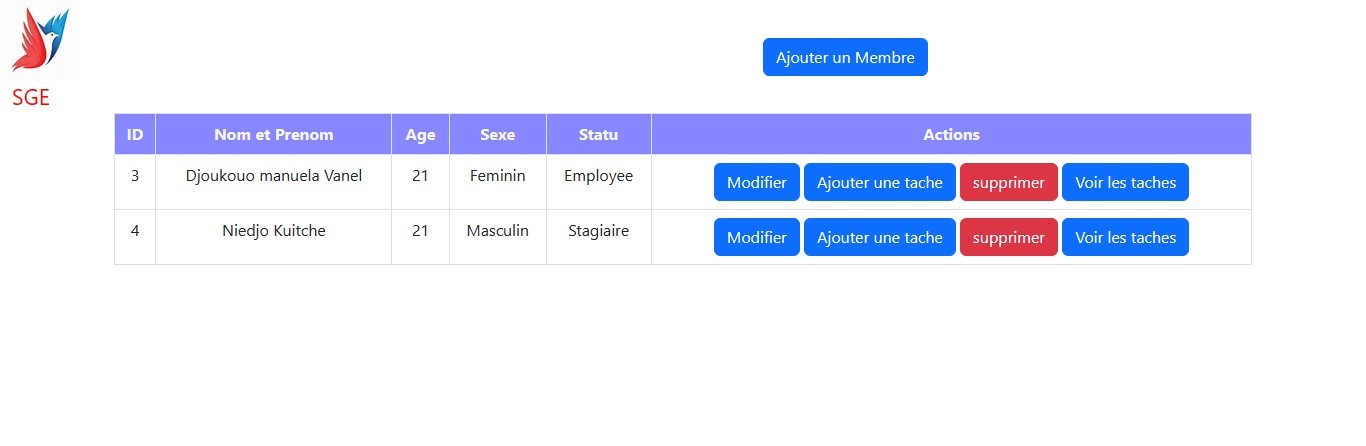 Ajouter un Membre
SGE
ID Nom et Prenom Age Sexe Statu Actions
3 Djoukouo manuela Vanel 21 Feminin Employee Modifier Ajouter une tache supprimer Voir les taches
4 Niedjo Kuitche 21 Masculin Stagiaire Modifier Ajouter une tache supprimer Voir les taches